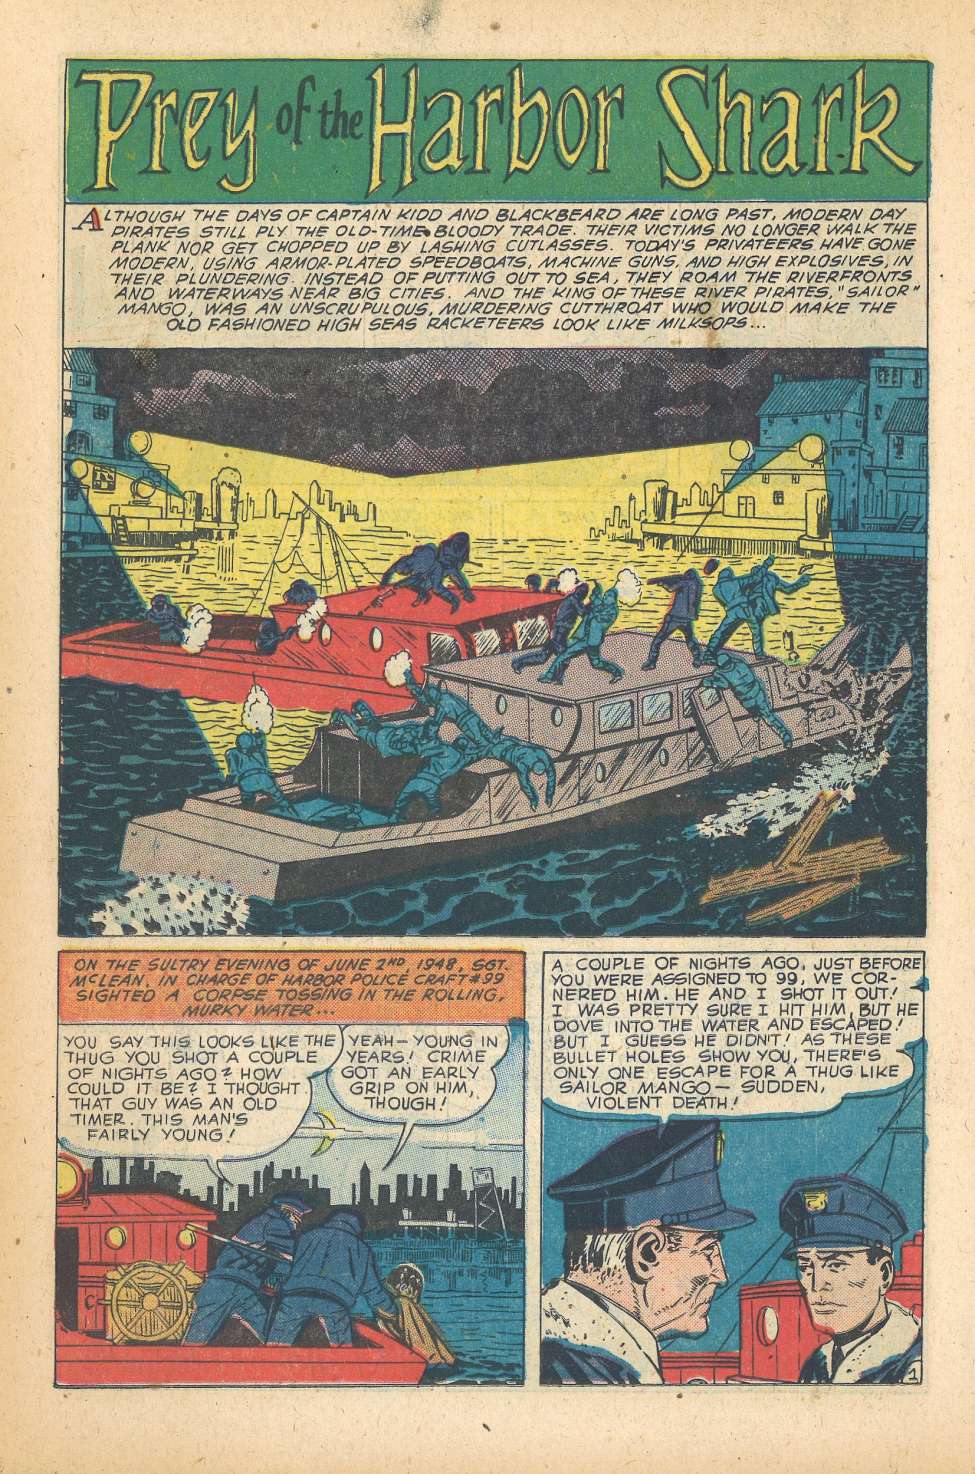 Prey of the Harbor Shark
ALTHOUGH THE DAYS OF CAPTAIN KIDD AND BLACKBEARD ARE LONG PAST, MODERN DAY
PIRATES STILL PLY THE OLD-TIME BLOODY TRADE. THEIR VICTIMS NO LONGER WALK THE
PLANK NOR GET CHOPPED UP BY LASHING CUTLASSES. TODAY'S PRIVATEERS HAVE GONE
MODERN, USING ARMOR-PLATED SPEEDBOATS, MACHINE GUNS, AND HIGH EXPLOSIVES, IN
THEIR PLUNDERING. INSTEAD OF PUTTING OUT TO SEA, THEY ROAM THE RIVERFRONTS
AND WATERWAYS NEAR BIG CITIES. AND THE KING OF THESE RIVER PIRATES, "SAILOR"
MANGO, WAS AN UNSCRUPULOUS, MURDERING CUTTHROAT WHO WOULD MAKE THE
OLD FASHIONED HIGH SEAS RACKETEERS LOOK LIKE MILKSOPS...
ON THE SULTRY EVENING OF JUNE 2ND, 1948, SGT.
McLEAN, IN CHARGE OF HARBOR POLICE CRAFT #99
SIGHTED A CORPSE TOSSING IN THE ROLLING,
MURKY WATER...
YOU SAY THIS LOOKS LIKE THE
THUG YOU SHOT A COUPLE
OF NIGHTS AGO? HOW
COULD IT BE? I THOUGHT
THAT GUY WAS AN OLD
TIMER. THIS MAN'S
FAIRLY YOUNG!
YEAH- YOUNG IN
YEARS! CRIME
GOT AN EARLY
GRIP ON HIM,
THOUGH!
A COUPLE OF NIGHTS AGO, JUST BEFORE
YOU WERE ASSIGNED TO 99, WE COR-
NERED HIM. HE AND I SHOT IT OUT!
I WAS PRETTY SURE I HIT HIM, BUT HE
DOVE INTO THE WATER AND ESCAPED!
BUT I GUESS HE DIDN'T! AS THESE
BULLET HOLES SHOW YOU, THERE'S
ONLY ONE ESCAPE FOR A THUG LIKE
SAILOR MANGO- SUDDEN,
VIOLENT DEATH!
1